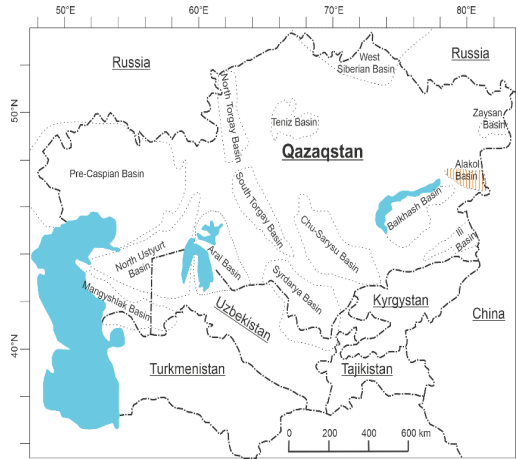 50°E
60°E
70°E
80°E
Russia
West
Siberian Basin
Russia
North Torgay Basin
50°N
Teniz Basin
Zaysan
Basin
Qazaqstan
Alakol
Basin
Pre-Caspian Basin
South Torgay Basin
Balkhash Basin
Chu-Sarysu Basin
Ili
Basin
North Ustyurt
Basin
Aral Basin
Syrdarya Basin
Mangyshlak Basin
Uzbekistan
Kyrgystan
China
40°N
Turkmenistan
Tajikistan
0
200
400
600 km